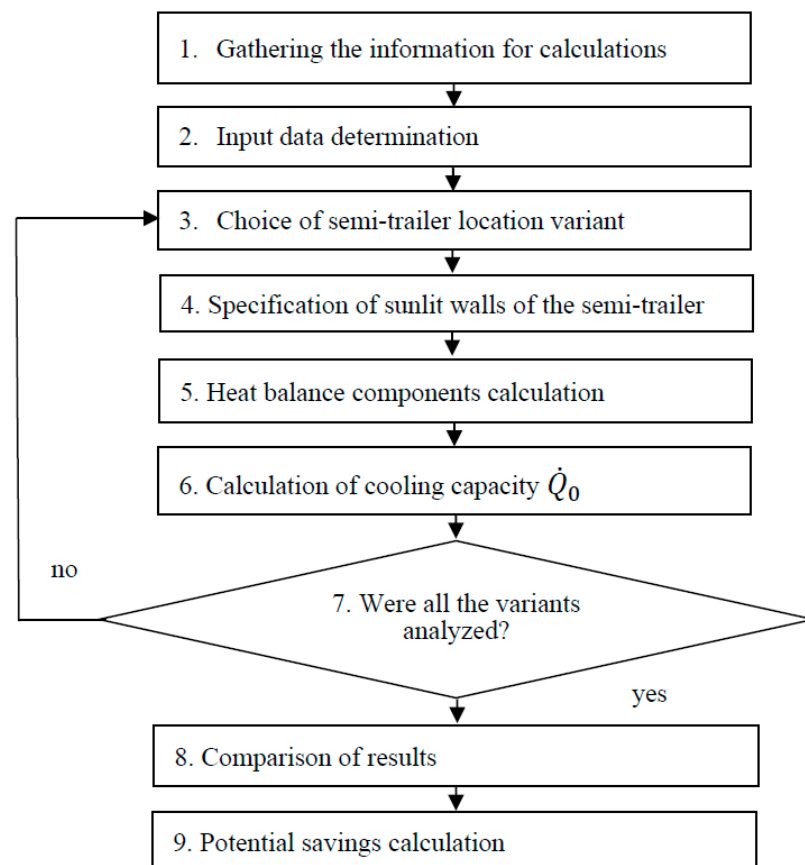 1. Gathering the information for calculations
2. Input data determination
3. Choice of semi-trailer location variant
4. Specification of sunlit walls of the semi-trailer
5. Heat balance components calculation
6. Calculation of cooling capacity Q̇₀
no
7. Were all the variants
analyzed?
yes
8. Comparison of results
9. Potential savings calculation